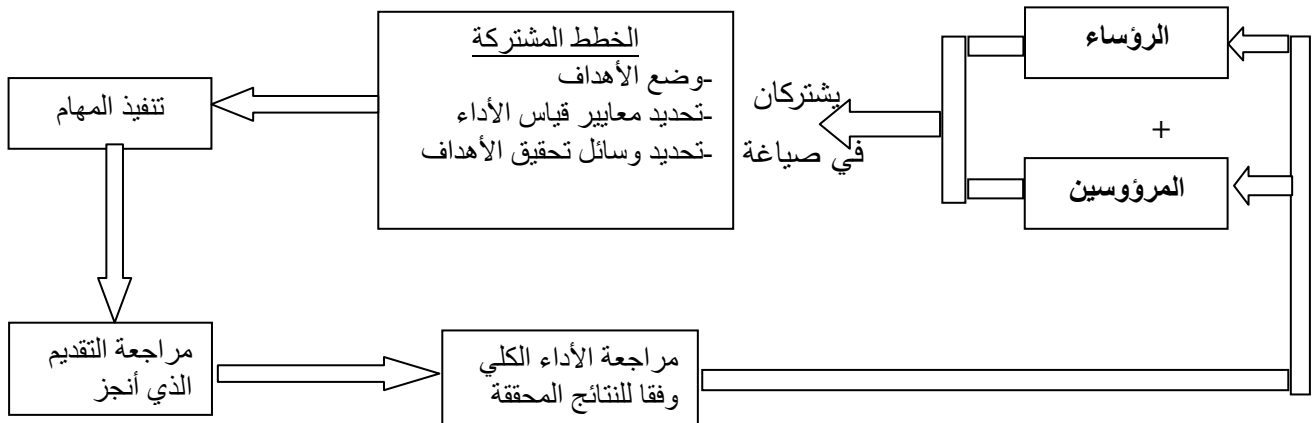 الرؤساء
+
المرؤوسين
يشتركان
في صياغة
الخطط المشتركة
-وضع الأهداف
-تحديد معايير قياس الأداء
-تحديد وسائل تحقيق الأهداف
تنفيذ المهام
مراجعة التقديم
الذي أنجز
مراجعة الأداء الكلي
وفقا للنتائج المحققة